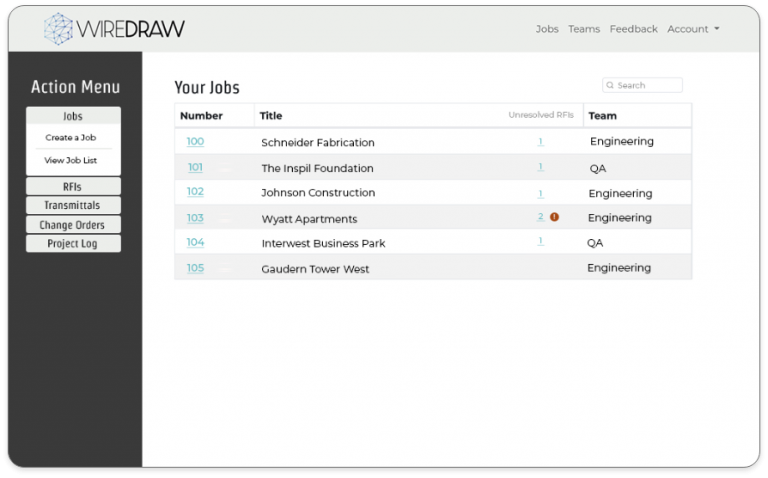 WIREDRAW
Jobs Teams Feedback Account
Action Menu
Jobs
Create a Job
View Job List
RFIs
Transmittals
Change Orders
Project Log
Your Jobs
Search
Number Title Unresolved RFIs Team
100 Schneider Fabrication 1 Engineering
101 The Inspil Foundation 1 QA
102 Johnson Construction 1 Engineering
103 Wyatt Apartments 2 ! Engineering
104 Interwest Business Park 1 QA
105 Gaudern Tower West Engineering